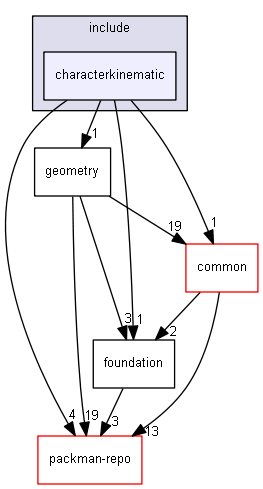 include
characterkinematic
1
geometry
19
1
common
3
1
2
foundation
4
19
3
13
packman-repo